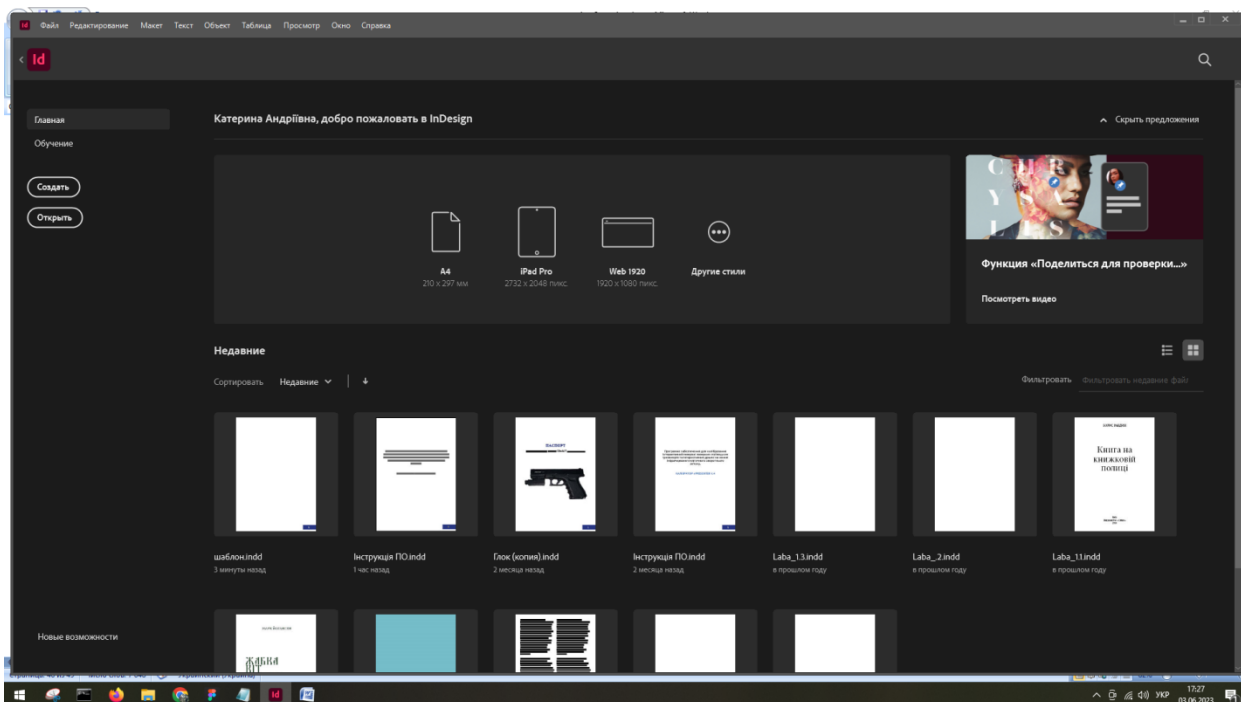 Файл Редактирование Макет Текст Объект Таблица Просмотр Окно Справка
Id
Главная
Обучение
Создать
Открыть
Новые возможности
Катерина Андріївна, добро пожаловать в InDesign
Скрыть предложения
A4
210 x 297 мм
iPad Pro
2732 x 2048 пикс.
Web 1920
1920 x 1080 пикс.
Другие стили
Функция «Поделиться для проверки...»
Посмотреть видео
Недавние
Сортировать Недавние
Фильтровать Фильтровать недавние файл
ПАСПОРТ
Книга на
книжковій
полиці
шаблон.indd
3 минуты назад
Інструкція ПО.indd
1 час назад
Глок (копия).indd
2 месяца назад
Інструкція ПО.indd
2 месяца назад
Laba_1.3.indd
в прошлом году
Laba_.2.indd
в прошлом году
Laba_1.1.indd
в прошлом году
УКР
17:27
03.06.2023